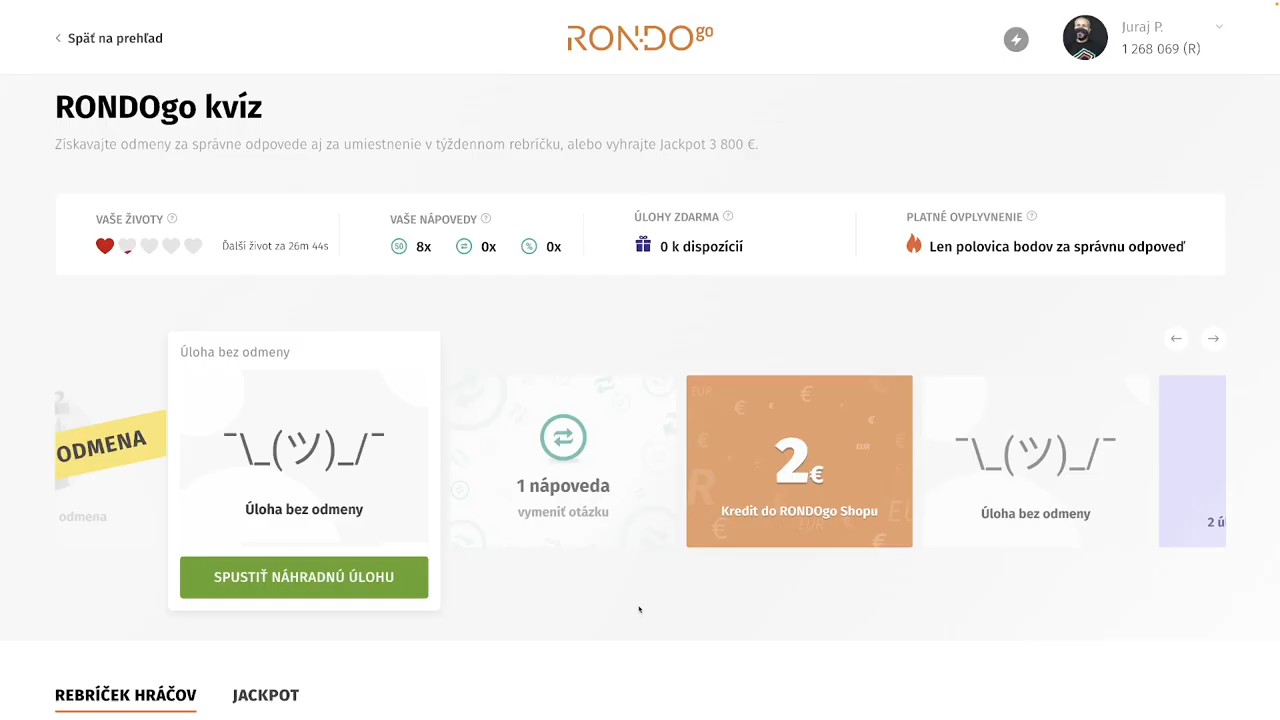 Späť na prehľad
RONDOgo
Juraj P.
1 268 069 (R)
RONDOgo kvíz
Získavajte odmeny za správne odpovede aj za umiestnenie v týždennom rebríčku, alebo vyhrajte Jackpot 3 800 €.
VAŠE ŽIVOTY ?
Ďalší život za 26m 44s
VAŠE NÁPOVEDY ?
50 8x 0x % 0x
ÚLOHY ZDARMA ?
0 k dispozícií
PLATNÉ OVPLYVNENIE ?
Len polovica bodov za správnu odpoveď
← →
ODMENA
odmena
Úloha bez odmeny
¯\_(ツ)_/¯
Úloha bez odmeny
SPUSTIŤ NÁHRADNÚ ÚLOHU
1 nápoveda
vymeniť otázku
EUR
2€
Kredit do RONDOgo Shopu
¯\_(ツ)_/¯
Úloha bez odmeny
2 ú
REBRÍČEK HRÁČOV
JACKPOT